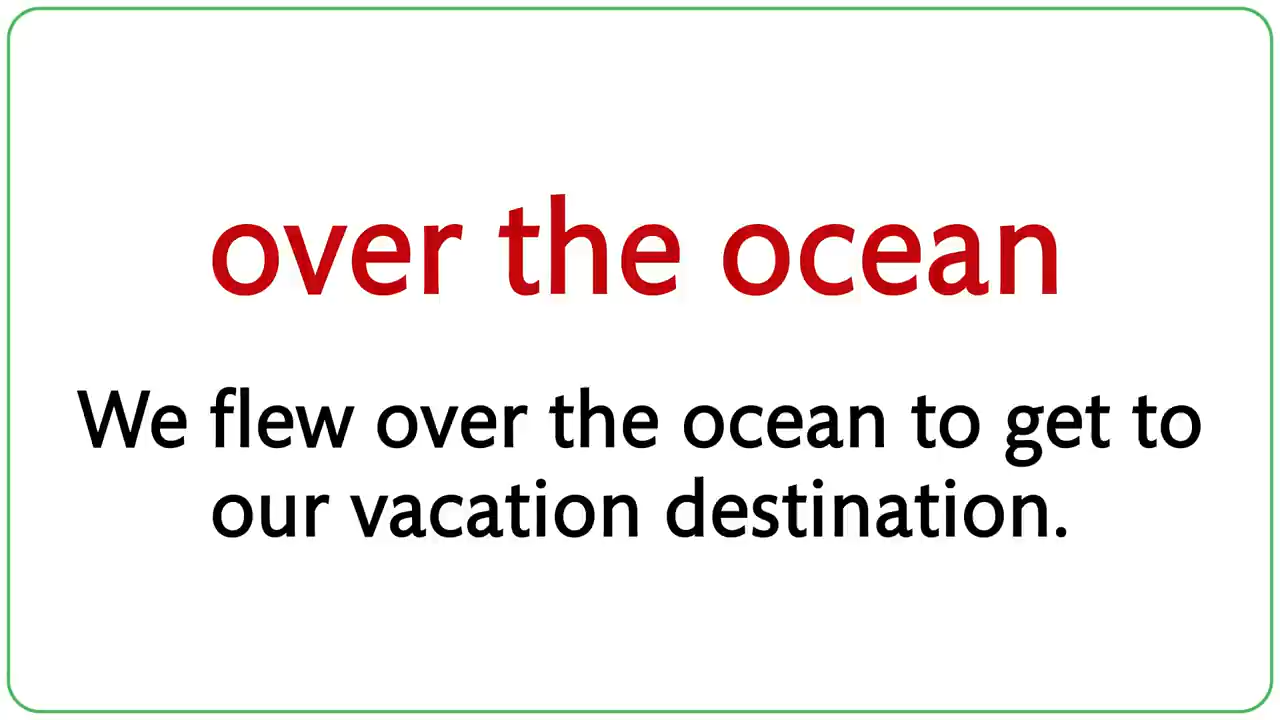 over the ocean
We flew over the ocean to get to
our vacation destination.